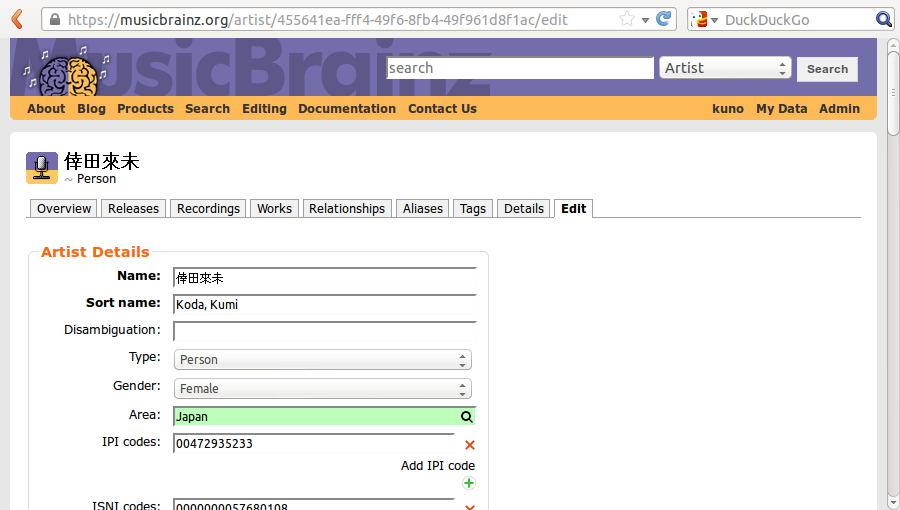 https://musicbrainz.org/artist/455641ea-fff4-49f6-8fb4-49f961d8f1ac/edit
DuckDuckGo
MusicBrainz
search
Artist
Search
About Blog Products Search Editing Documentation Contact Us
kuno My Data Admin
倖田來未
~ Person
Overview Releases Recordings Works Relationships Aliases Tags Details Edit
Artist Details
Name: 倖田來未
Sort name: Koda, Kumi
Disambiguation:
Type: Person
Gender: Female
Area: Japan
IPI codes: 00472935233
Add IPI code
ISNI codes: 0000000057680108